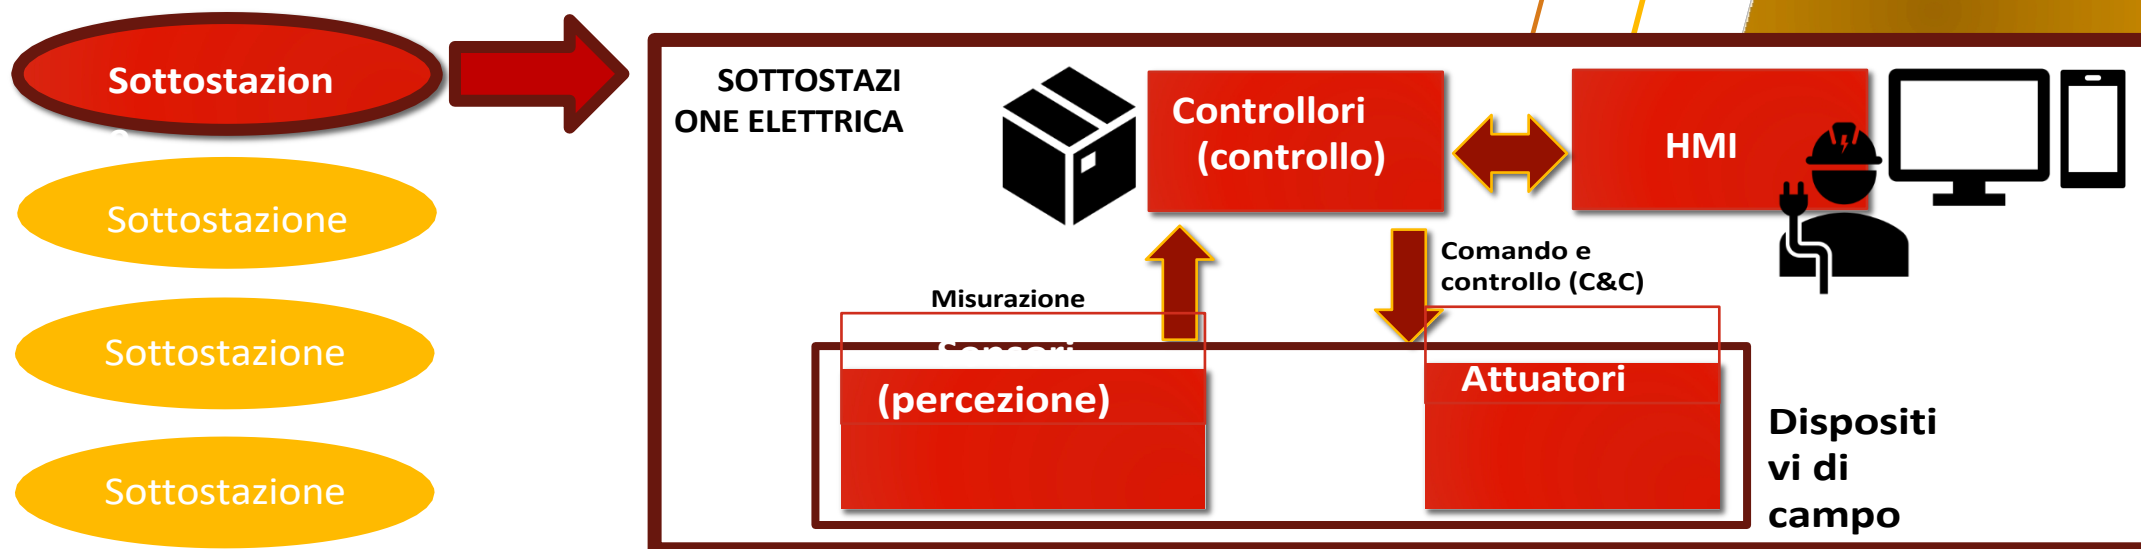 Sottostazion
Sottostazione
Sottostazione
Sottostazione
SOTTOSTAZI
ONE ELETTRICA
Controllori
(controllo)
HMI
Comando e
controllo (C&C)
Misurazione
Sensori
(percezione)
Attuatori
Dispositi
vi di
campo